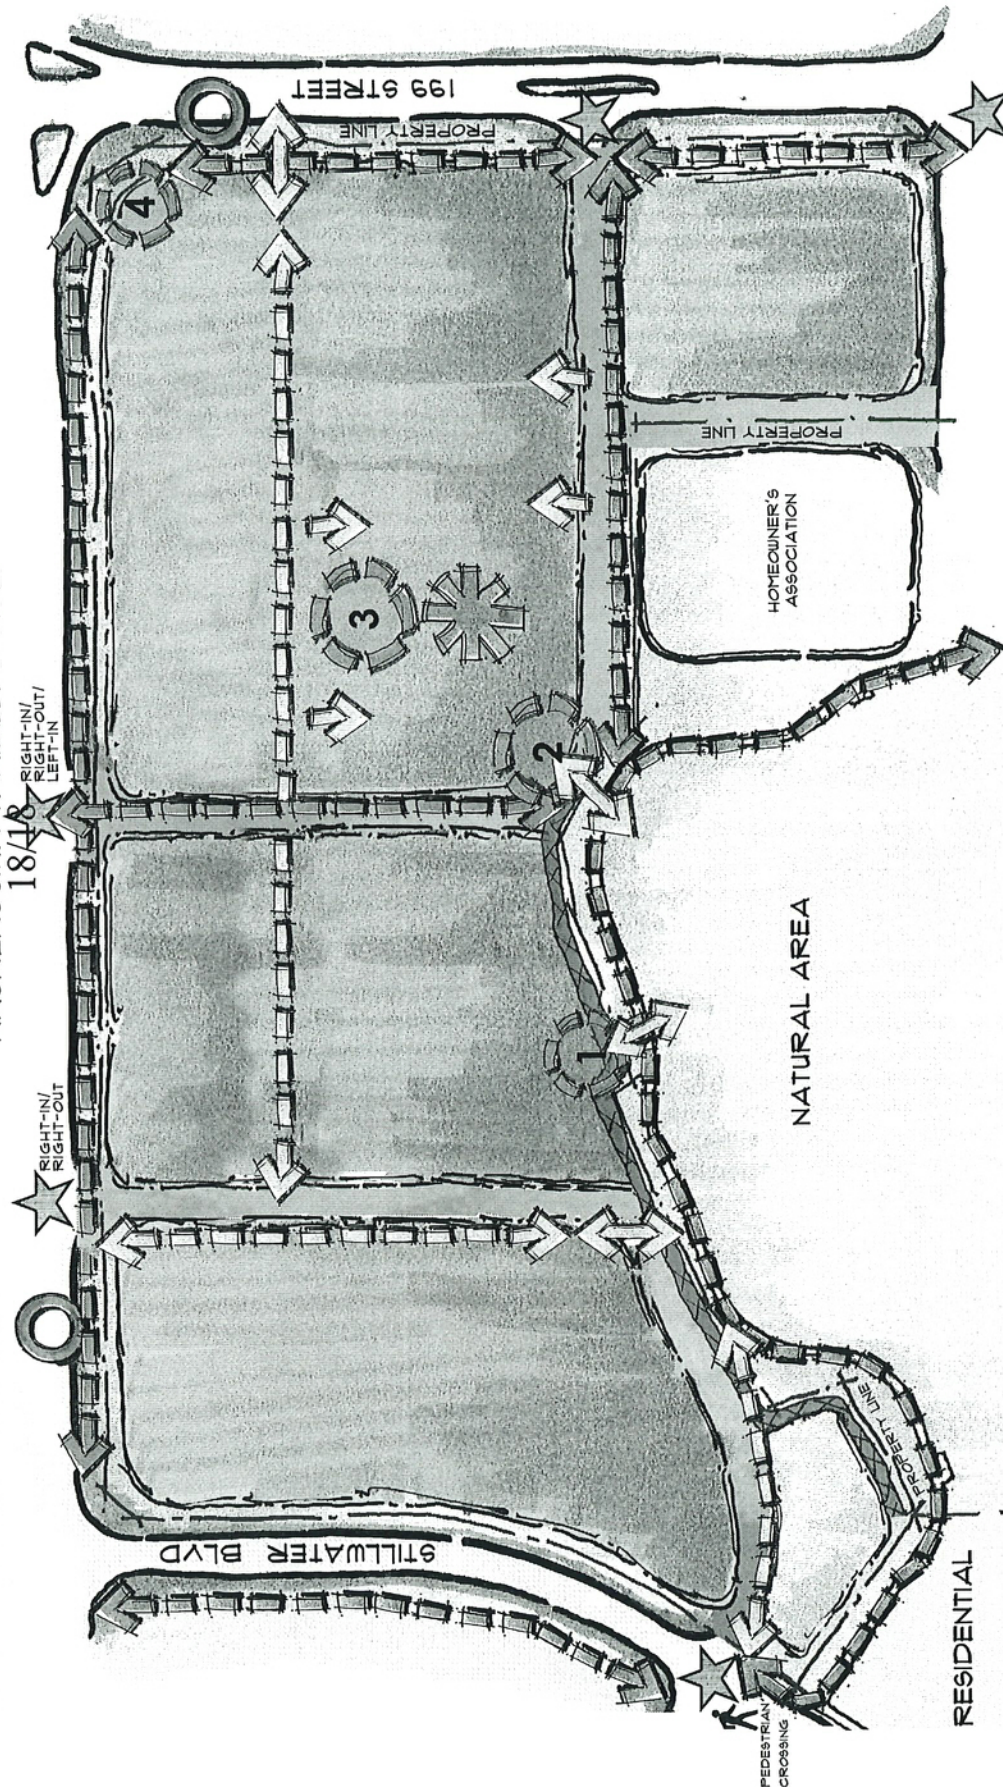 18/18
RIGHT-IN/
RIGHT-OUT/
LEFT-IN
RIGHT-IN/
RIGHT-OUT
199 STREET
PROPERTY LINE
4
3
2
1
PROPERTY LINE
HOMEOWNER'S
ASSOCIATION
NATURAL AREA
STILLWATER BLVD
PROPERTY LINE
RESIDENTIAL
PEDESTRIAN
CROSSING